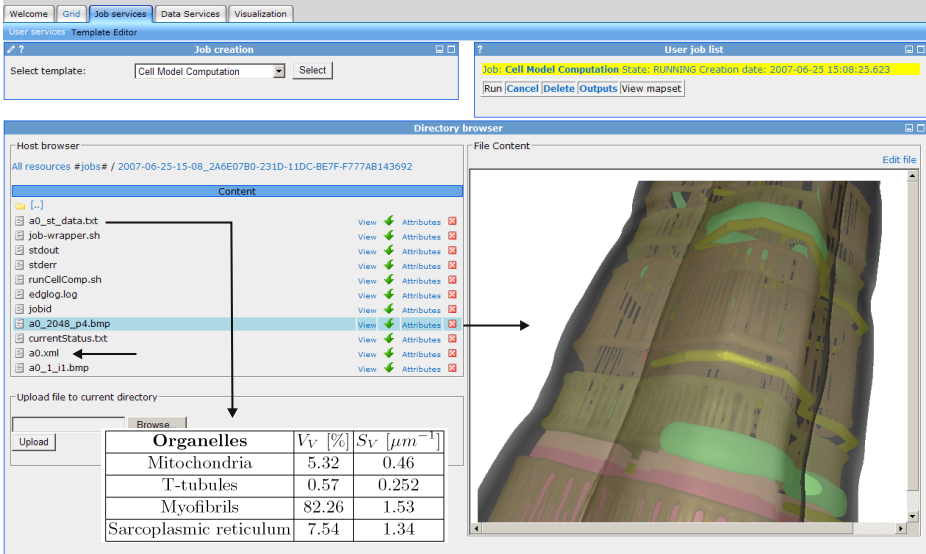 Welcome Grid Job services Data Services Visualization
User services Template Editor
? Job creation
Select template: Cell Model Computation Select
? User job list
Job: Cell Model Computation State: RUNNING Creation date: 2007-06-25 15:08:25.623
Run Cancel Delete Outputs View mapset
Directory browser
Host browser
All resources #jobs# / 2007-06-25-15-08_2A6E07B0-231D-11DC-BE7F-F777AB143692
Content
[..]
a0_st_data.txt View Attributes
job-wrapper.sh View Attributes
stdout View Attributes
stderr View Attributes
runCellComp.sh View Attributes
edglog.log View Attributes
jobid View Attributes
a0_2048_p4.bmp View Attributes
currentStatus.txt View Attributes
a0.xml View Attributes
a0_1_i1.bmp View Attributes
Upload file to current directory
Browse...
Upload
File Content
Edit file
Organelles V_V [%] S_V [μm⁻¹]
Mitochondria 5.32 0.46
T-tubules 0.57 0.252
Myofibrils 82.26 1.53
Sarcoplasmic reticulum 7.54 1.34